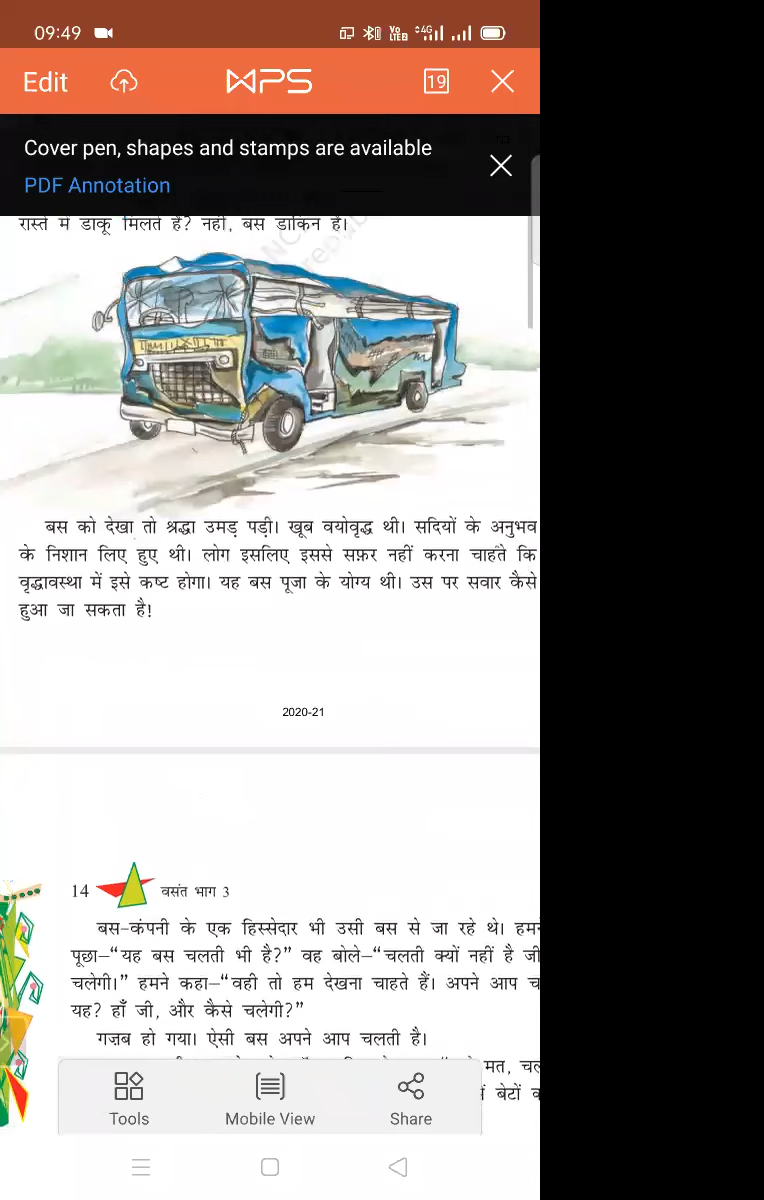 09:49
Edit
WPS
19
Cover pen, shapes and stamps are available
PDF Annotation
रास्ते में डाकू मिलते हैं? नहीं, बस डाकिन है।
बस को देखा तो श्रद्धा उमड़ पड़ी। खूब वयोवृद्ध थी। सदियों के अनुभव
के निशान लिए हुए थी। लोग इसलिए इससे सफ़र नहीं करना चाहते कि
वृद्धावस्था में इसे कष्ट होगा। यह बस पूजा के योग्य थी। उस पर सवार कैसे
हुआ जा सकता है!
2020-21
14 वसंत भाग 3
बस-कंपनी के एक हिस्सेदार भी उसी बस से जा रहे थे।
पूछा–“यह बस चलती भी है?” वह बोले–“चलती क्यों नहीं है जी
चलेगी।” हमने कहा–“वही तो हम देखना चाहते हैं। अपने आप
यह? हाँ जी, और कैसे चलेगी?”
गज़ब हो गया। ऐसी बस अपने आप चलती है।
मत,
बेटों
Tools
Mobile View
Share